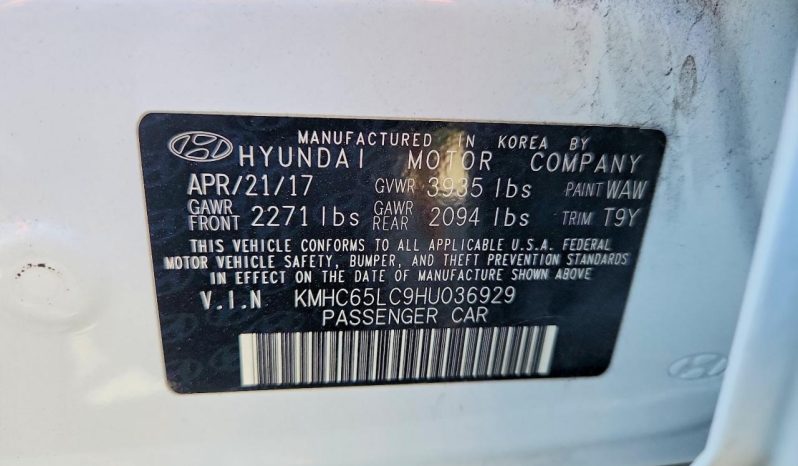 MANUFACTURED IN KOREA BY
HYUNDAI MOTOR COMPANY
APR/21/17 GVWR 3935 lbs PAINT WAW
GAWR FRONT 2271 lbs GAWR REAR 2094 lbs TRIM T9Y
THIS VEHICLE CONFORMS TO ALL APPLICABLE U.S.A. FEDERAL
MOTOR VEHICLE SAFETY, BUMPER, AND THEFT PREVENTION STANDARDS
IN EFFECT ON THE DATE OF MANUFACTURE SHOWN ABOVE
V.I.N KMHC65LC9HU036929
PASSENGER CAR